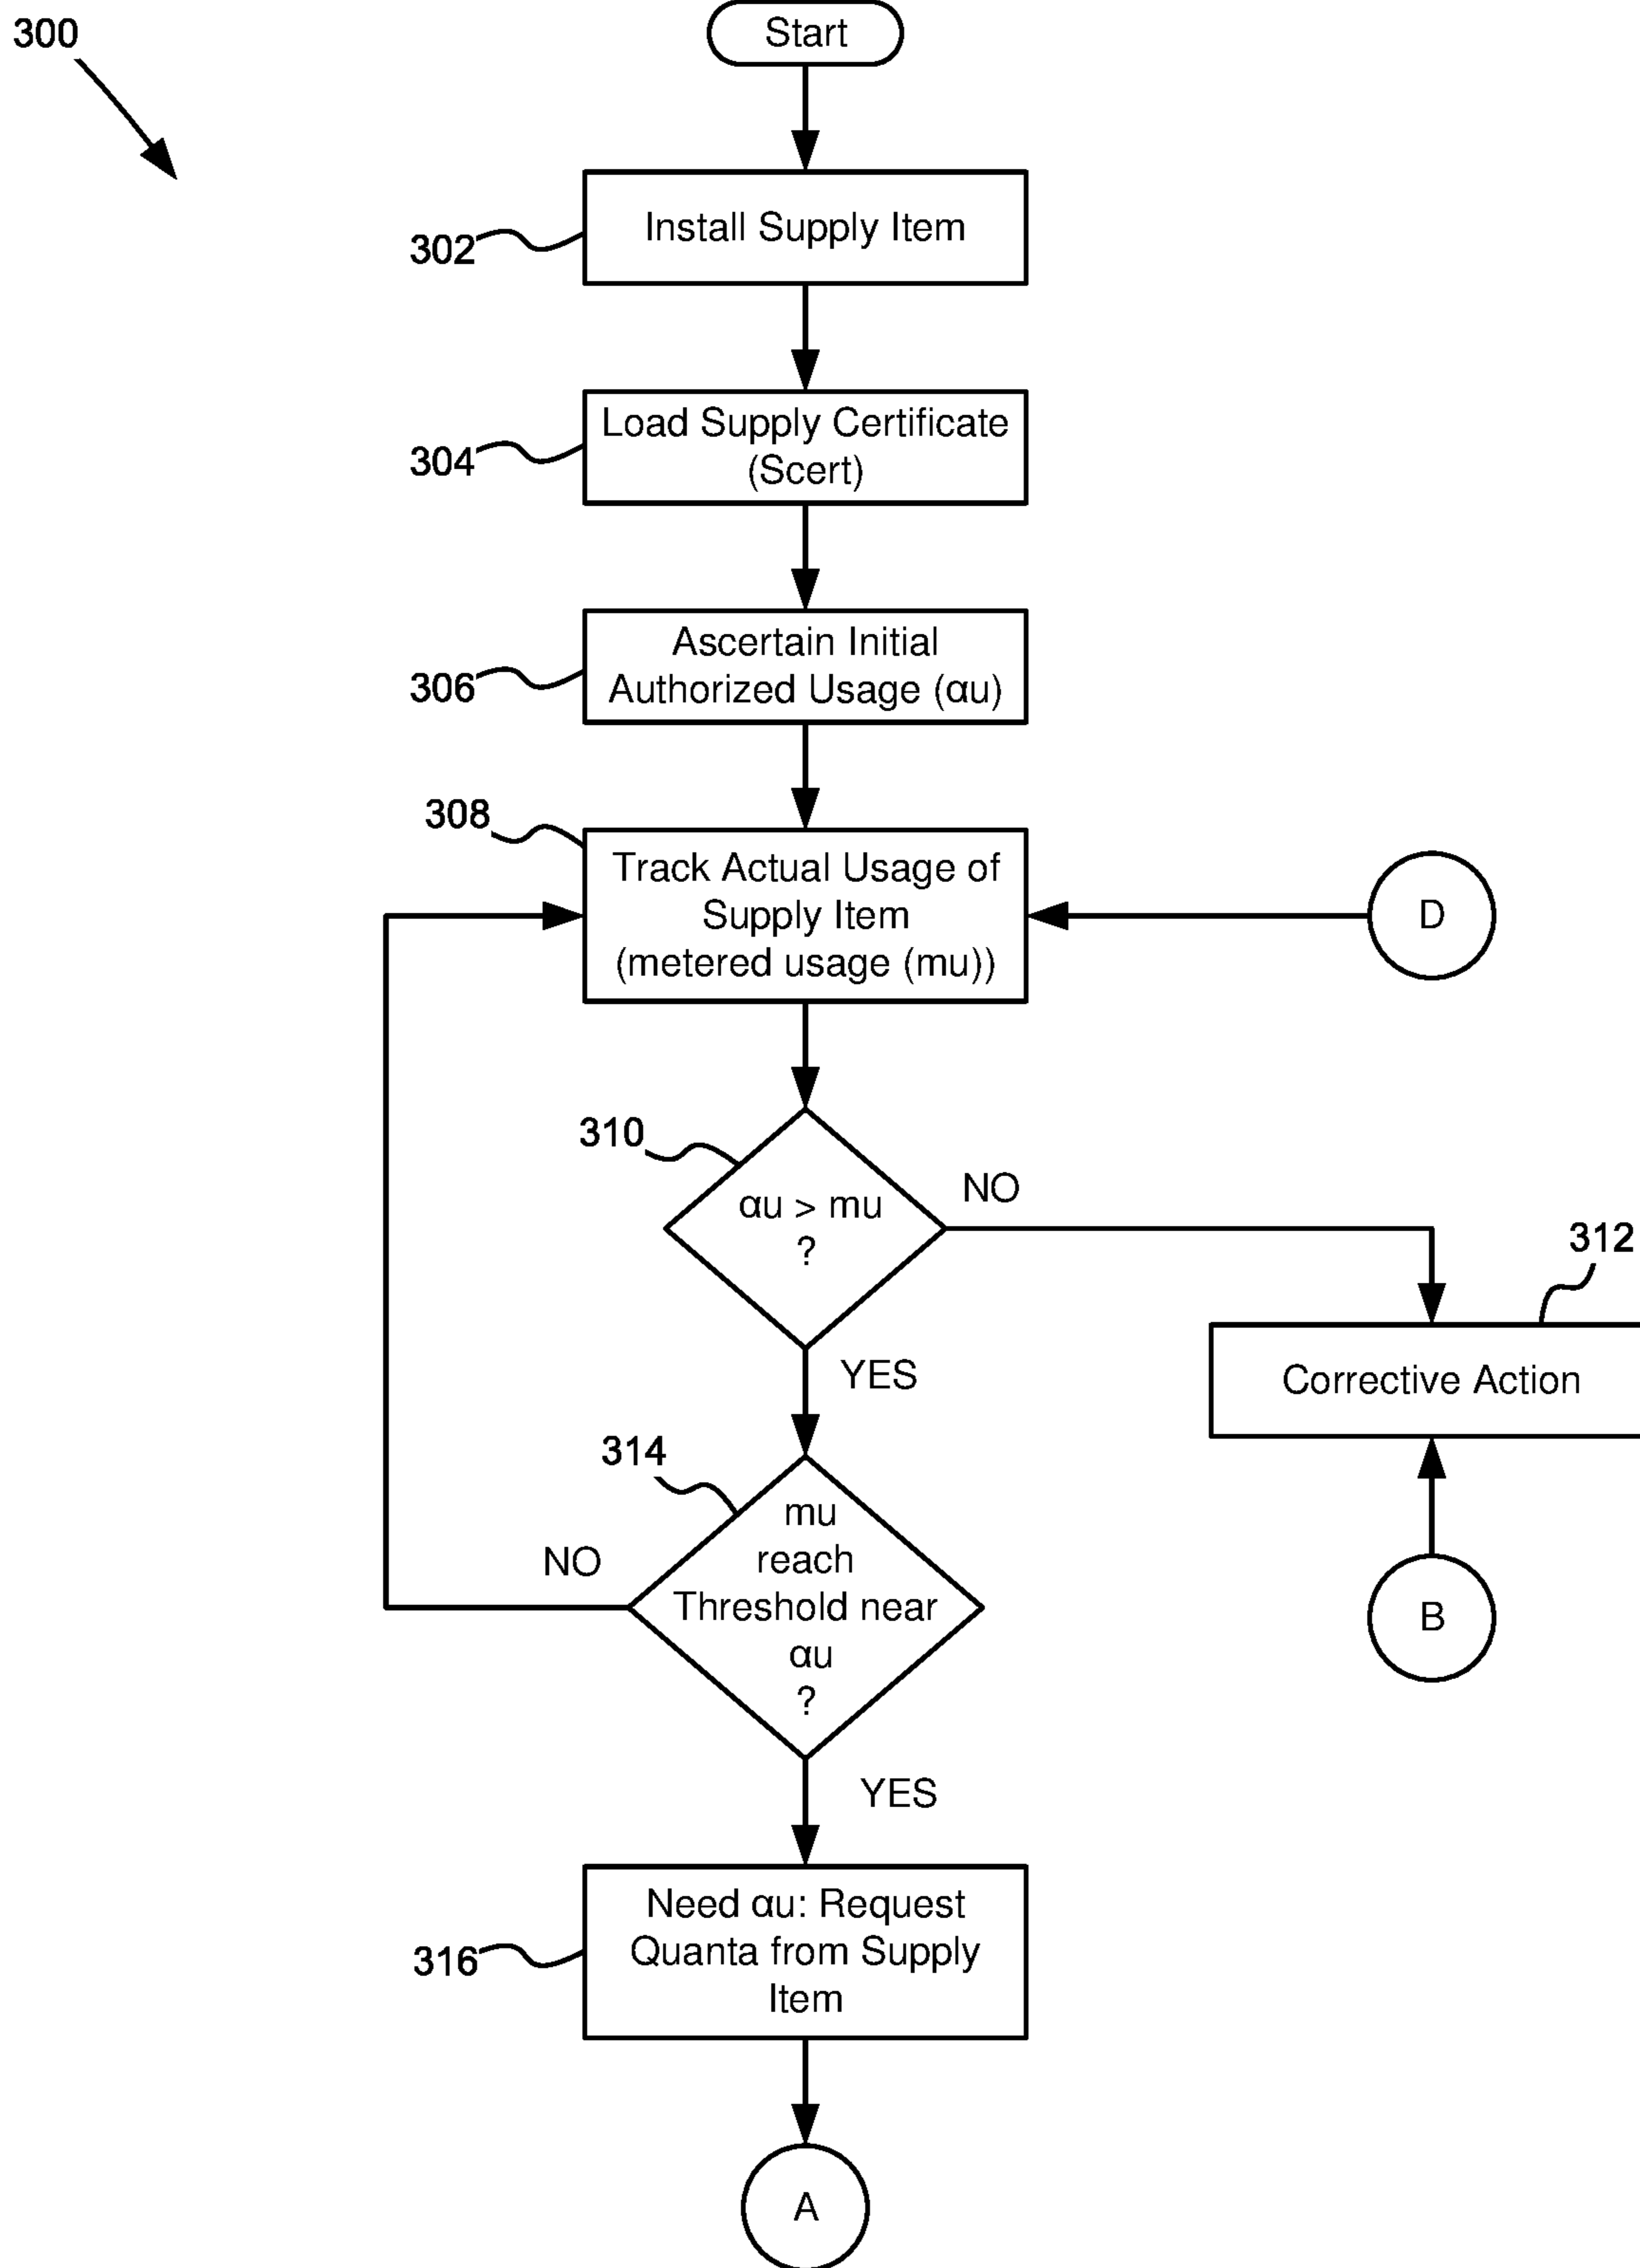 300
Start
Install Supply Item
302
Load Supply Certificate
(Scert)
304
Ascertain Initial
Authorized Usage (αu)
306
308
Track Actual Usage of
Supply Item
(metered usage (mu))
D
310
αu > mu
?
NO
312
YES
Corrective Action
314
mu
reach
Threshold near
αu
?
NO
B
YES
Need αu: Request
Quanta from Supply
Item
316
A